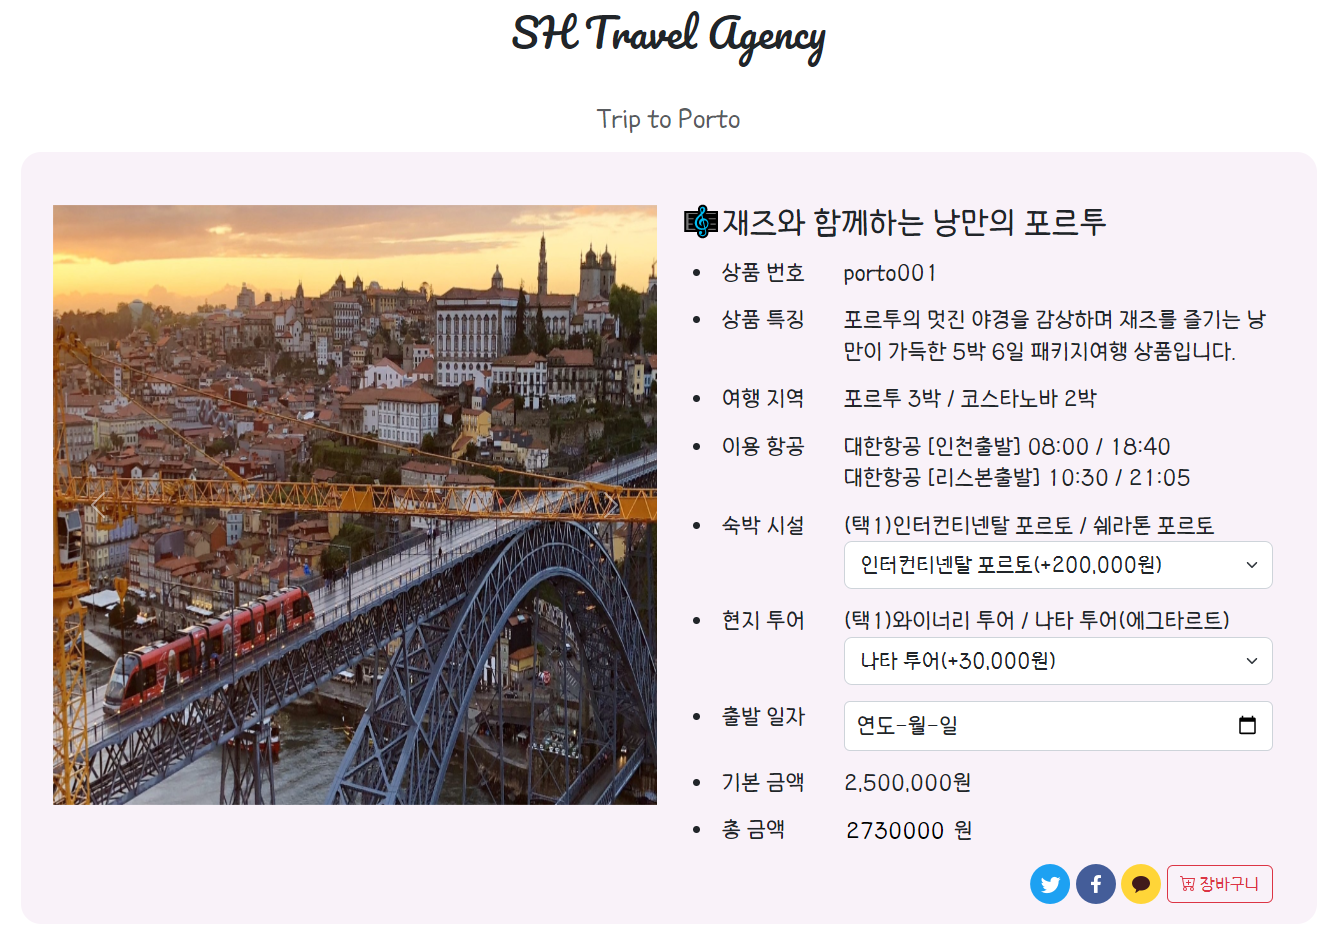 SH Travel Agency
Trip to Porto
재즈와 함께하는 낭만의 포르투
상품 번호 porto001
상품 특징 포르투의 멋진 야경을 감상하며 재즈를 즐기는 낭
만이 가득한 5박 6일 패키지여행 상품입니다.
여행 지역 포르투 3박 / 코스타노바 2박
이용 항공 대한항공 [인천출발] 08:00 / 18:40
대한항공 [리스본출발] 10:30 / 21:05
숙박 시설 (택1)인터컨티넨탈 포르토 / 쉐라톤 포르토
인터컨티넨탈 포르토(+200,000원)
현지 투어 (택1)와이너리 투어 / 나타 투어(에그타르트)
나타 투어(+30,000원)
출발 일자 연도-월-일
기본 금액 2,500,000원
총 금액 2730000 원
장바구니